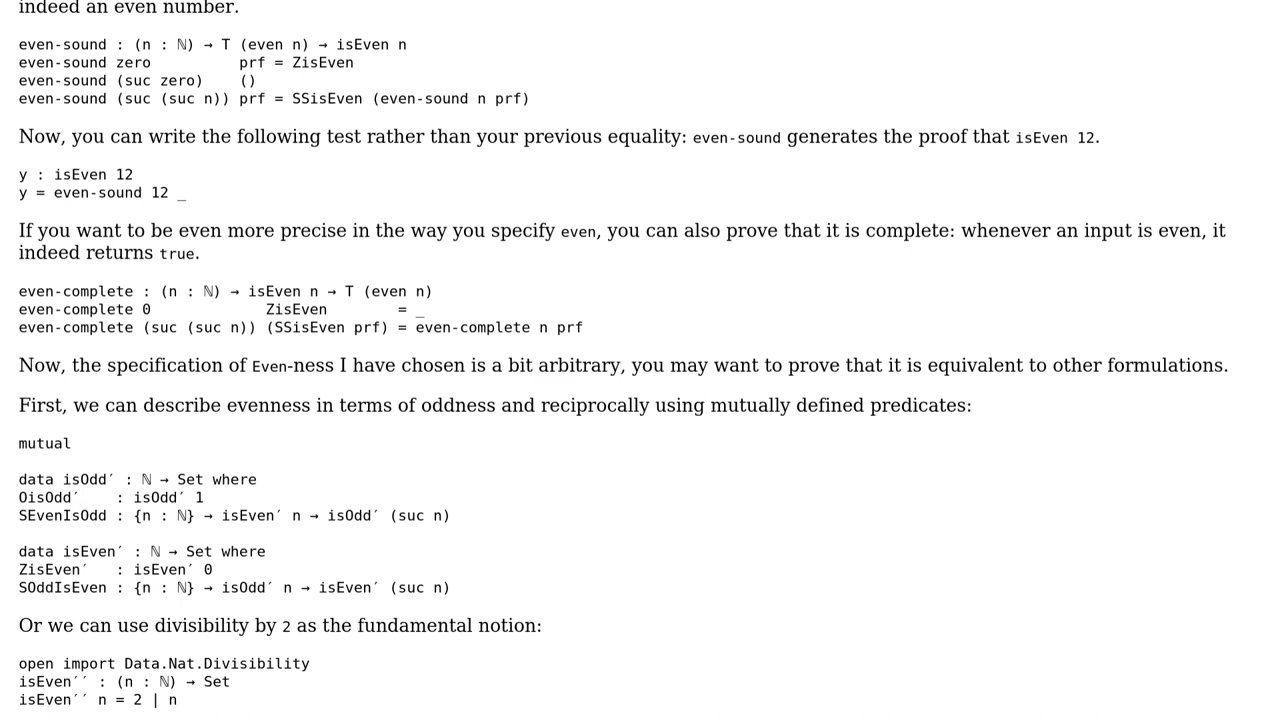 indeed an even number.
even-sound : (n : ℕ) → T (even n) → isEven n
even-sound zero          prf = ZisEven
even-sound (suc zero)    ()
even-sound (suc (suc n)) prf = SSisEven (even-sound n prf)
Now, you can write the following test rather than your previous equality: even-sound generates the proof that isEven 12.
y : isEven 12
y = even-sound 12 _
If you want to be even more precise in the way you specify even, you can also prove that it is complete: whenever an input is even, it
indeed returns true.
even-complete : (n : ℕ) → isEven n → T (even n)
even-complete 0             ZisEven        = _
even-complete (suc (suc n)) (SSisEven prf) = even-complete n prf
Now, the specification of Even-ness I have chosen is a bit arbitrary, you may want to prove that it is equivalent to other formulations.
First, we can describe evenness in terms of oddness and reciprocally using mutually defined predicates:
mutual
data isOdd′ : ℕ → Set where
OisOdd′    : isOdd′ 1
SEvenIsOdd : {n : ℕ} → isEven′ n → isOdd′ (suc n)
data isEven′ : ℕ → Set where
ZisEven′   : isEven′ 0
SOddIsEven : {n : ℕ} → isOdd′ n → isEven′ (suc n)
Or we can use divisibility by 2 as the fundamental notion:
open import Data.Nat.Divisibility
isEven′′ : (n : ℕ) → Set
isEven′′ n = 2 | n